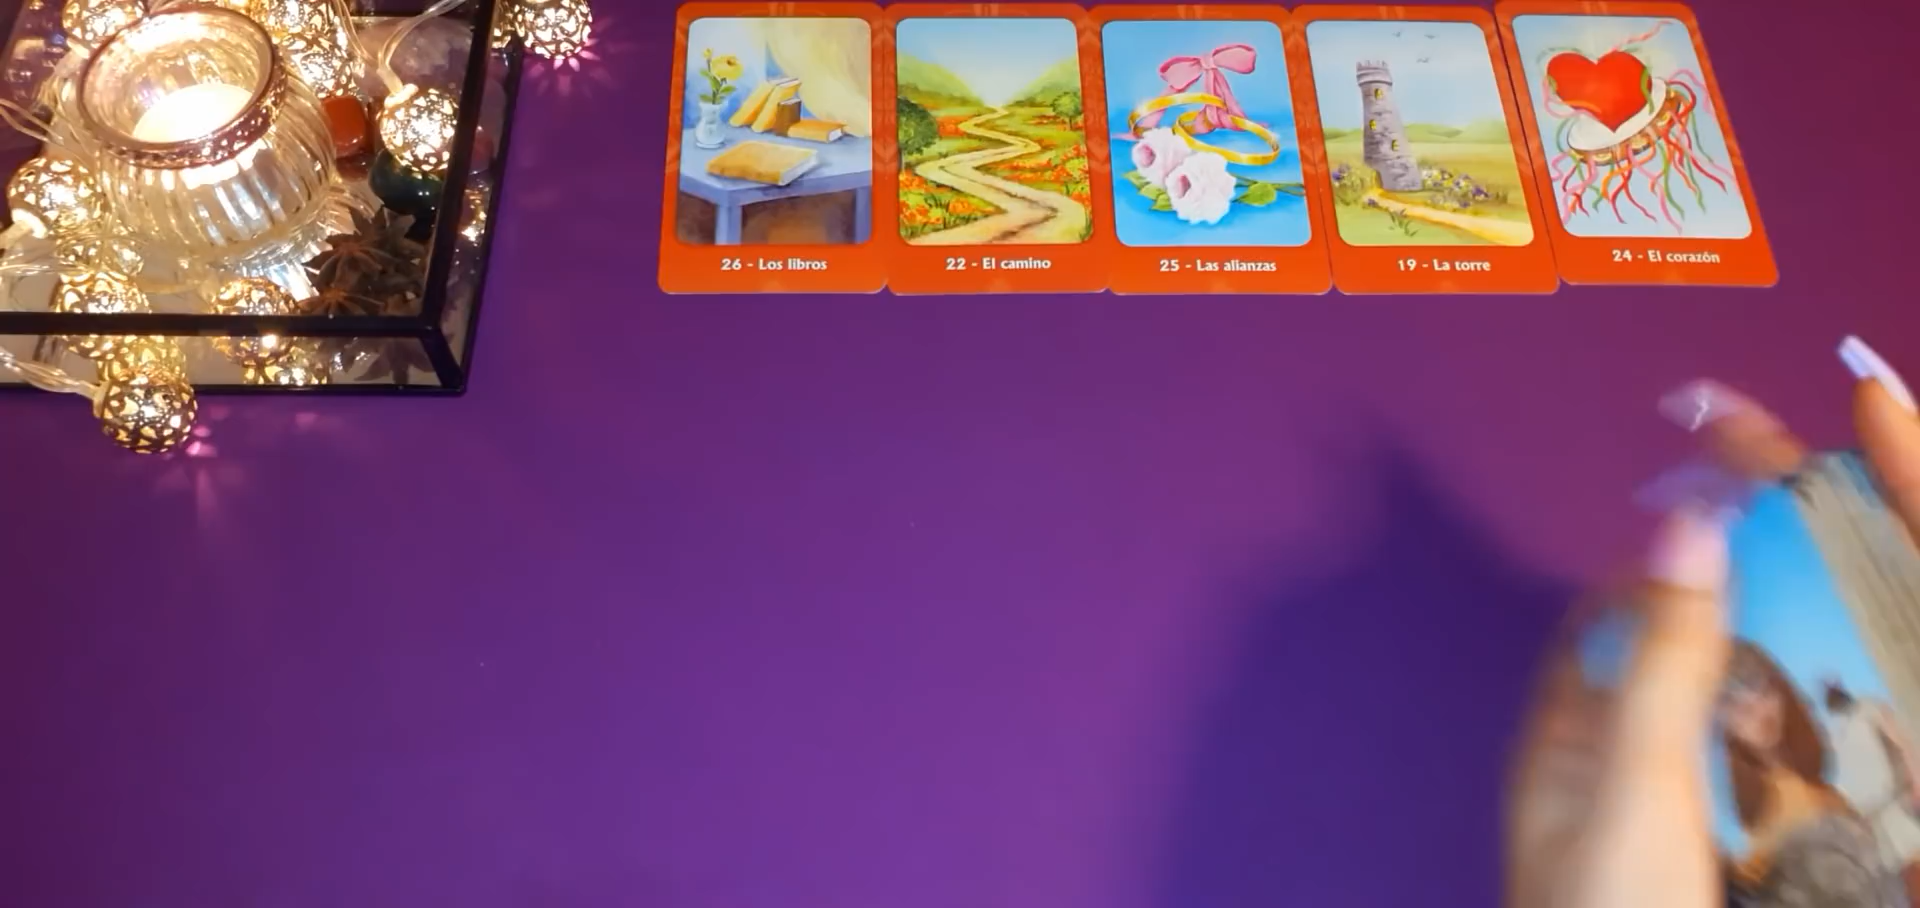 26 - Los libros
22 - El camino
25 - Las alianzas
19 - La torre
24 - El corazón